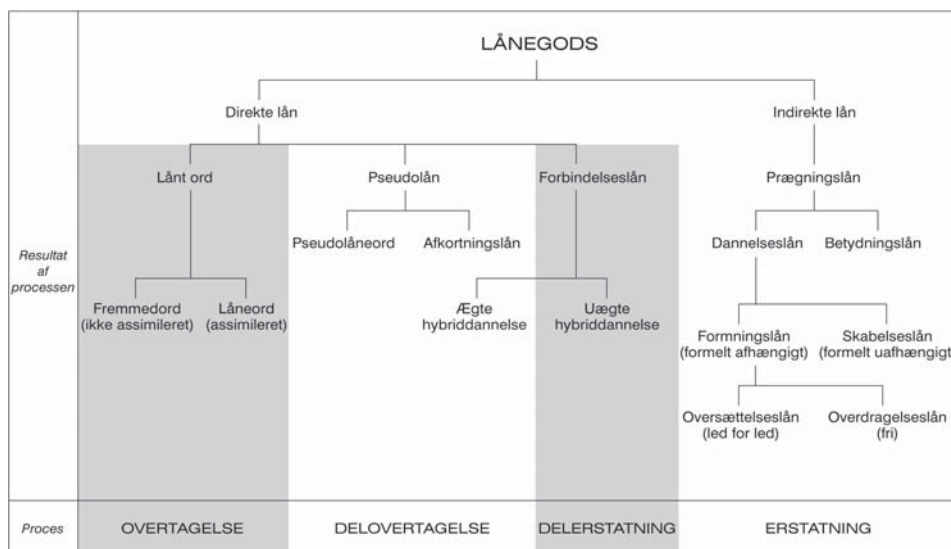 LÅNEGODS
Direkte lån
Indirekte lån
Lånt ord
Pseudolån
Forbindelseslån
Prægningslån
Pseudolåneord
Afkortningslån
Dannelseslån
Betydningslån
Resultat
af
processen
Fremmedord
(ikke assimileret)
Låneord
(assimileret)
Ægte
hybriddannelse
Uægte
hybriddannelse
Formningslån
(formelt afhængigt)
Skabelseslån
(formelt uafhængigt
Oversættelseslån
(led for led)
Overdragelseslån
(fri)
Proces
OVERTAGELSE
DELOVERTAGELSE
DELERSTATNING
ERSTATNING